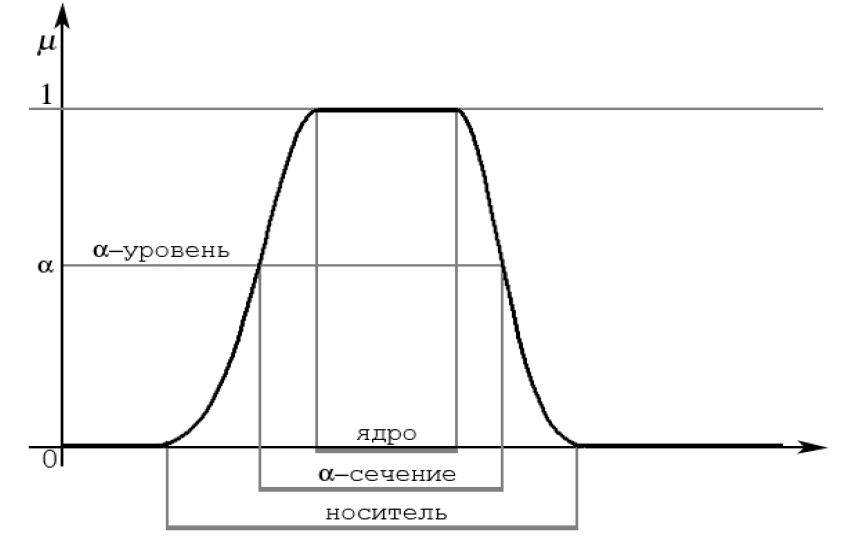 μ
1
α–уровень
α
ядро
0
α–сечение
носитель